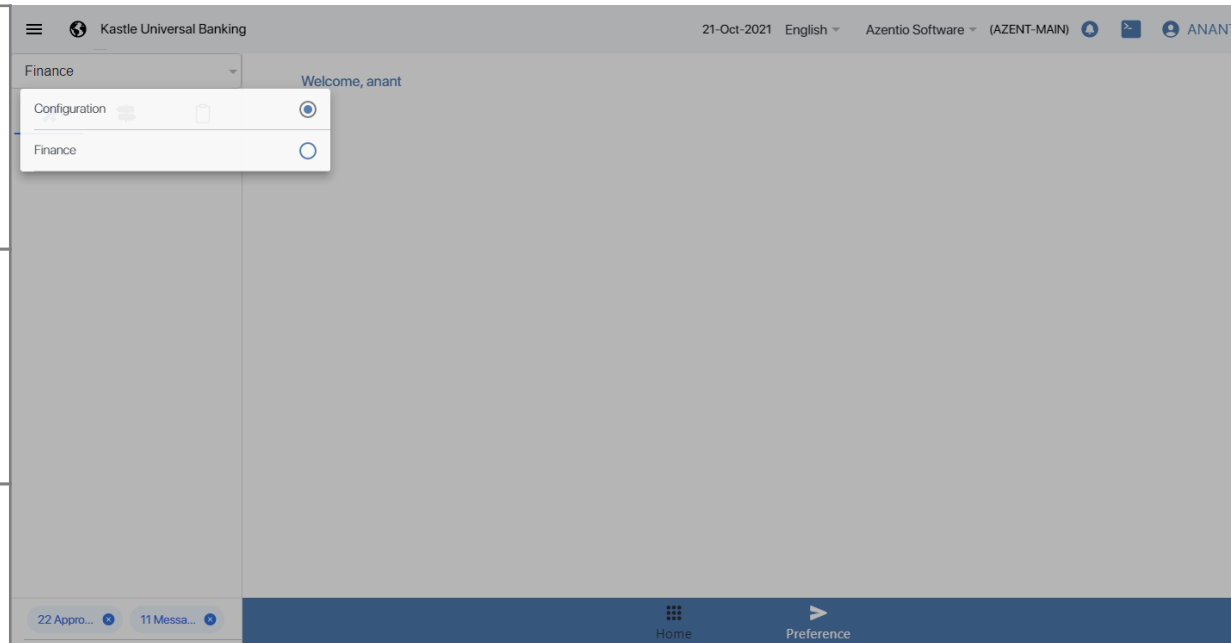 Kastle Universal Banking 21-Oct-2021 English Azentio Software (AZENT-MAIN) ANANT
Finance
Welcome, anant
Configuration
Finance
22 Appro... 11 Messa...
Home Preference